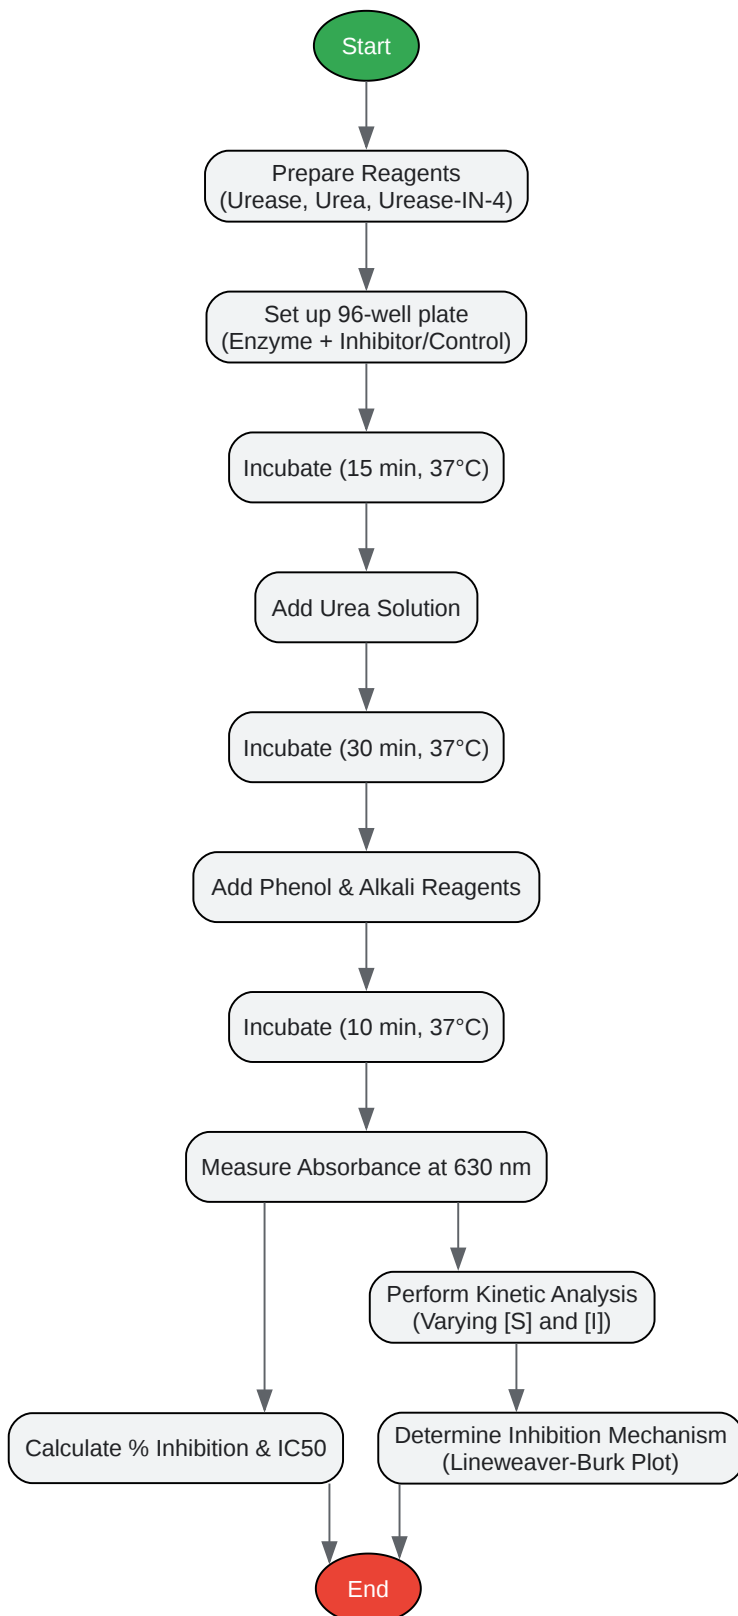 Start
Prepare Reagents
(Urease, Urea, Urease-IN-4)
Set up 96-well plate
(Enzyme + Inhibitor/Control)
Incubate (15 min, 37°C)
Add Urea Solution
Incubate (30 min, 37°C)
Add Phenol & Alkali Reagents
Incubate (10 min, 37°C)
Measure Absorbance at 630 nm
Perform Kinetic Analysis
(Varying [S] and [I])
Calculate % Inhibition & IC50
Determine Inhibition Mechanism
(Lineweaver-Burk Plot)
End